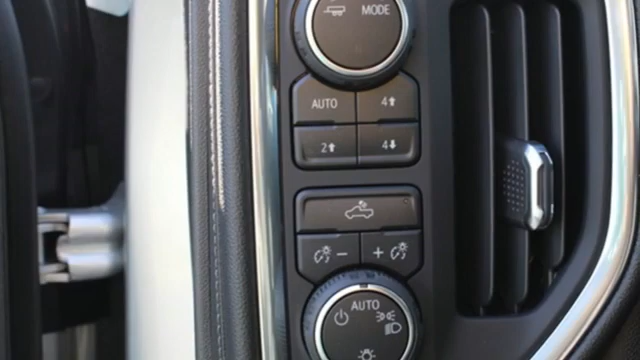 MODE
AUTO 4⬆
2⬆ 4⬇
− +
AUTO